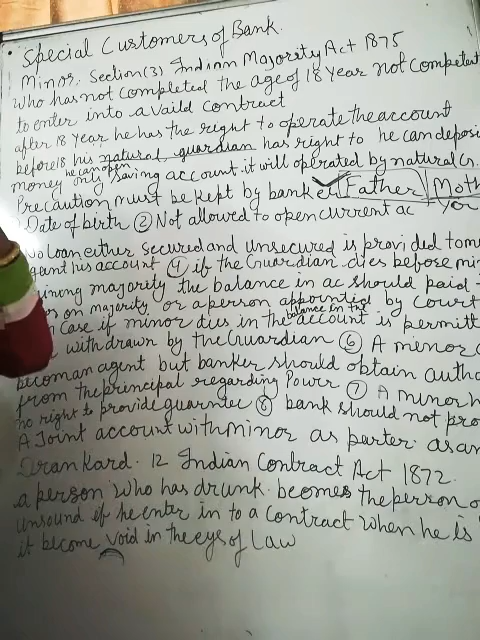 Special Customers of Bank.
Minor. Section(3) Indian Majority Act 1875
who has not completed the age of 18 Year not Competent
to enter into a Vaild Contract
after 18 Year he has the right to operate the account
before 18 his natural guardian has right to he can deposi
he can open
money only Saving account. it will operated by natural G.
Precaution must be kept by banker Father Moth
Date of birth ② Not allowed to open current ac You
No loan either secured and unsecured is provided to m
against his account ④ if the Guardian dies before mi
the balance in ac should paid
on majority or a person appointed by Court
balance in the
Case if minor dies in the account is permitt
withdrawn by the Guardian ⑥ A menor
become an agent but banker should obtain autho
from the principal regarding Power ⑦ A minor h
no right to provide guarntee ⑧ bank should not pro
A Joint account with minor as parter. as an
Drankard. 12 Indian Contract Act 1872.
a person who has drunk. becomes the person o
unsound if he enter in to a Contract when he is
it become void in the eyes of Law